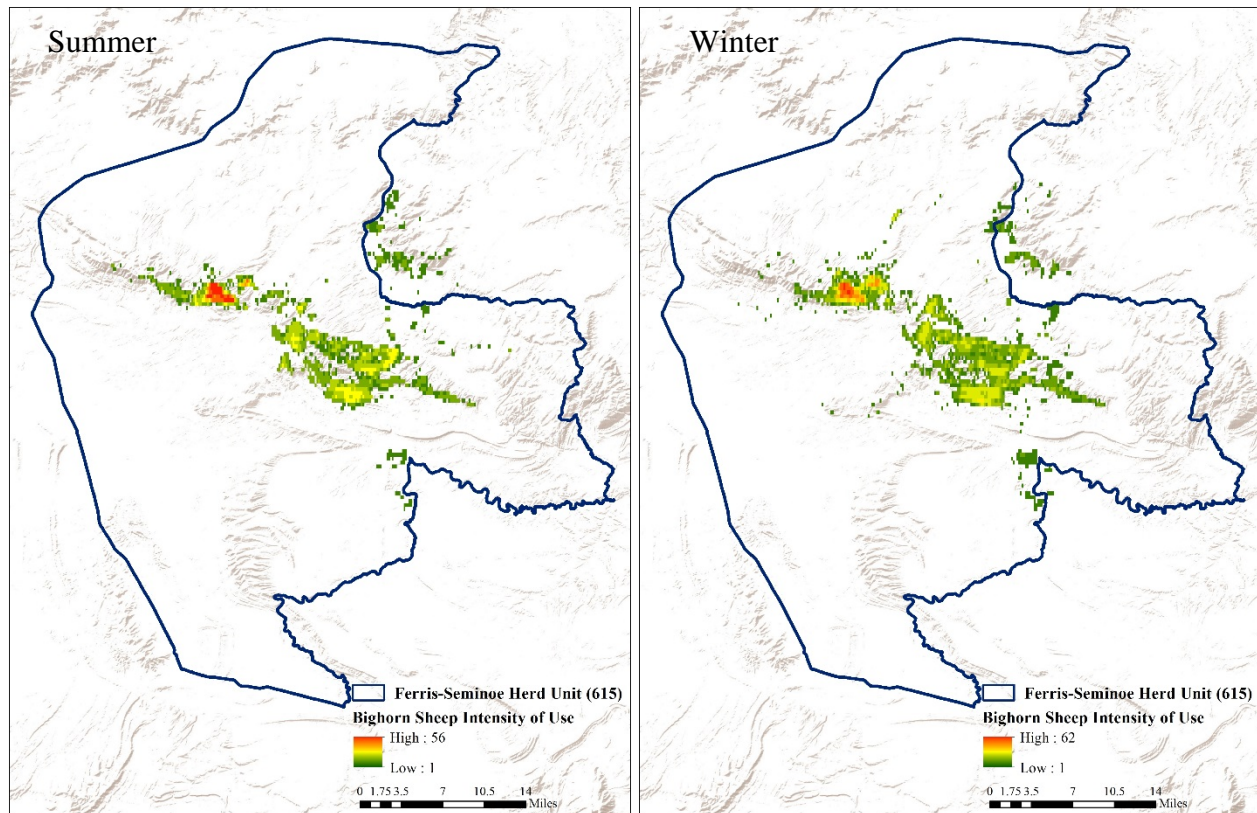 Summer
Ferris-Seminoe Herd Unit (615)
Bighorn Sheep Intensity of Use
High : 56
Low : 1
0 1.75 3.5 7 10.5 14
Miles
Winter
Ferris-Seminoe Herd Unit (615)
Bighorn Sheep Intensity of Use
High : 62
Low : 1
0 1.75 3.5 7 10.5 14
Miles